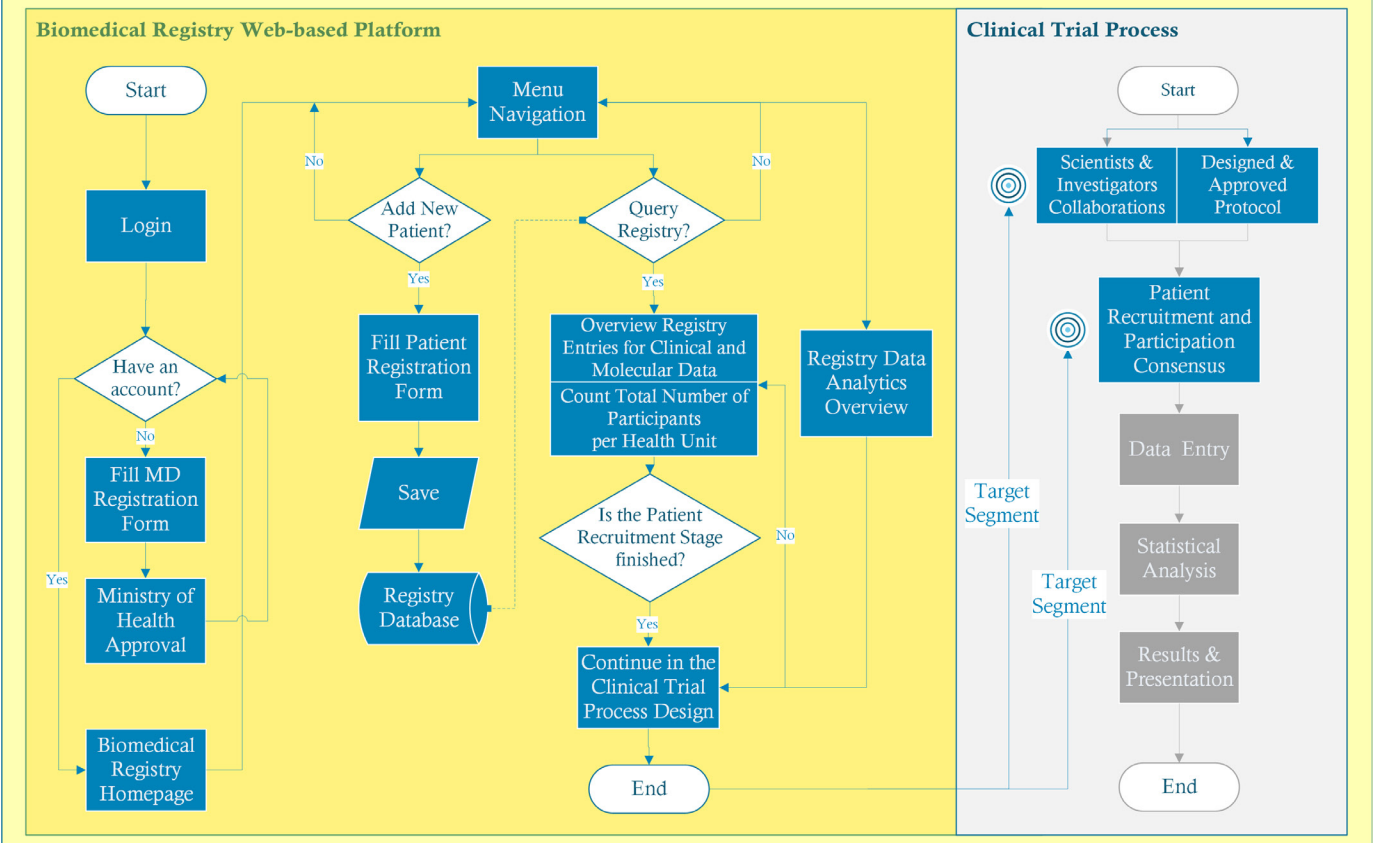 Biomedical Registry Web-based Platform
Start
Login
Have an
account?
No
Yes
Fill MD
Registration
Form
Ministry of
Health
Approval
Biomedical
Registry
Homepage
Menu
Navigation
No
Add New
Patient?
Yes
Fill Patient
Registration
Form
Save
Registry
Database
No
Query
Registry?
Yes
Overview Registry
Entries for Clinical and
Molecular Data
Count Total Number of
Participants
per Health Unit
Is the Patient
Recruitment Stage
finished?
No
Yes
Continue in the
Clinical Trial
Process Design
End
Registry Data
Analytics
Overview
Clinical Trial Process
Start
Scientists &
Investigators
Collaborations
Designed &
Approved
Protocol
Patient
Recruitment and
Participation
Consensus
Data Entry
Statistical
Analysis
Results &
Presentation
End
Target
Segment
Target
Segment